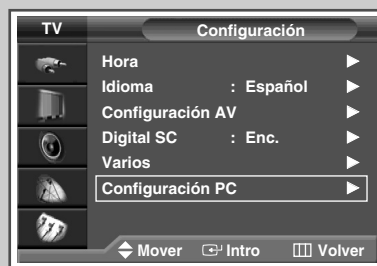 TV Configuración
Hora
Idioma : Español
Configuración AV
Digital SC : Enc.
Varios
Configuración PC
Mover Intro Volver